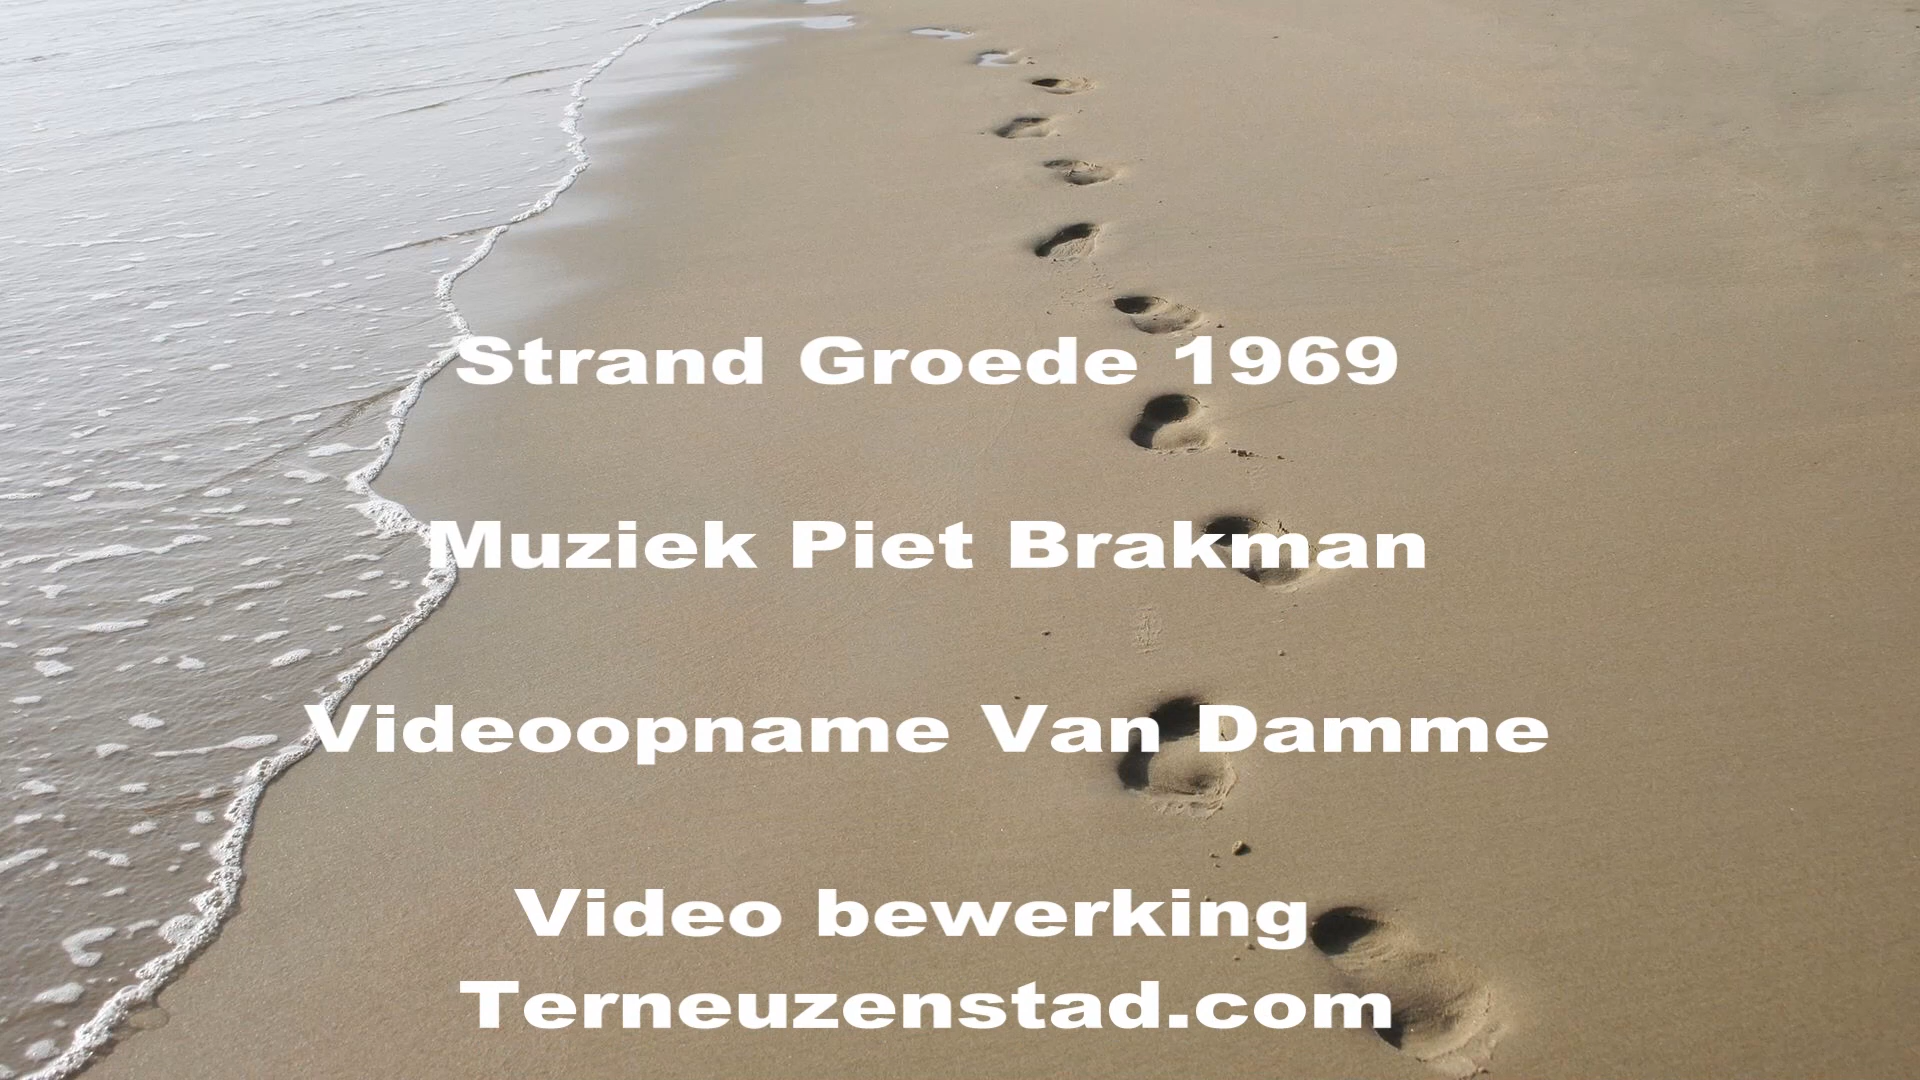 Strand Groede 1969
Muziek Piet Brakman
Videoopname Van Damme
Video bewerking
Terneuzenstad.com